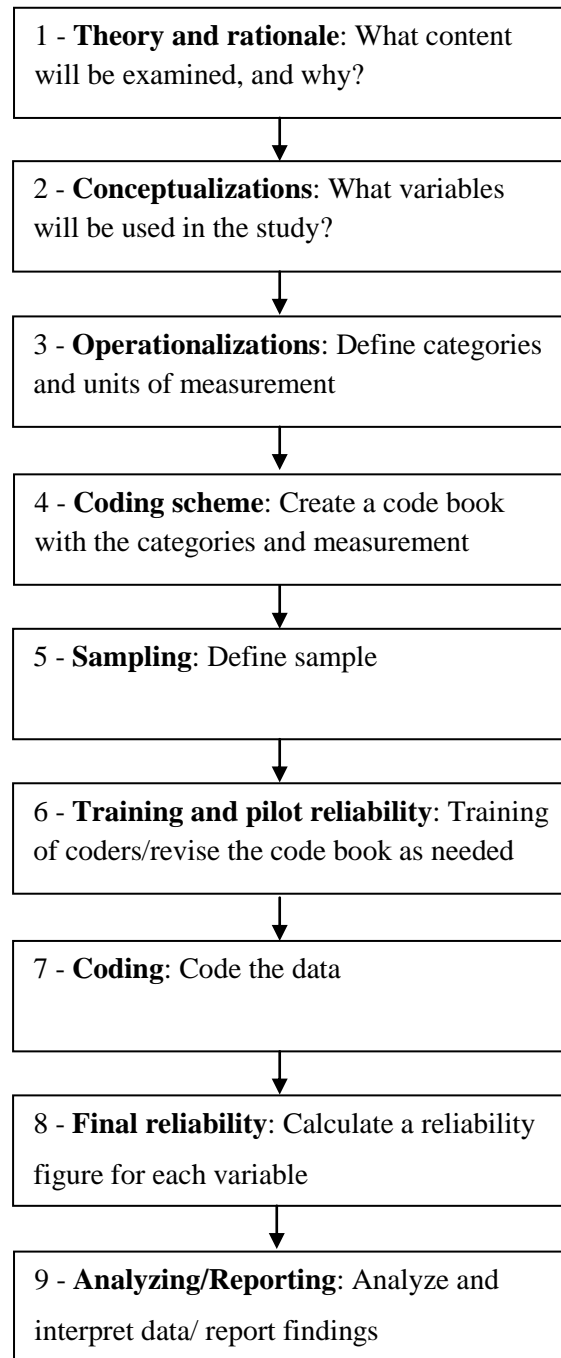 1 - Theory and rationale: What content
will be examined, and why?
2 - Conceptualizations: What variables
will be used in the study?
3 - Operationalizations: Define categories
and units of measurement
4 - Coding scheme: Create a code book
with the categories and measurement
5 - Sampling: Define sample
6 - Training and pilot reliability: Training
of coders/revise the code book as needed
7 - Coding: Code the data
8 - Final reliability: Calculate a reliability
figure for each variable
9 - Analyzing/Reporting: Analyze and
interpret data/ report findings